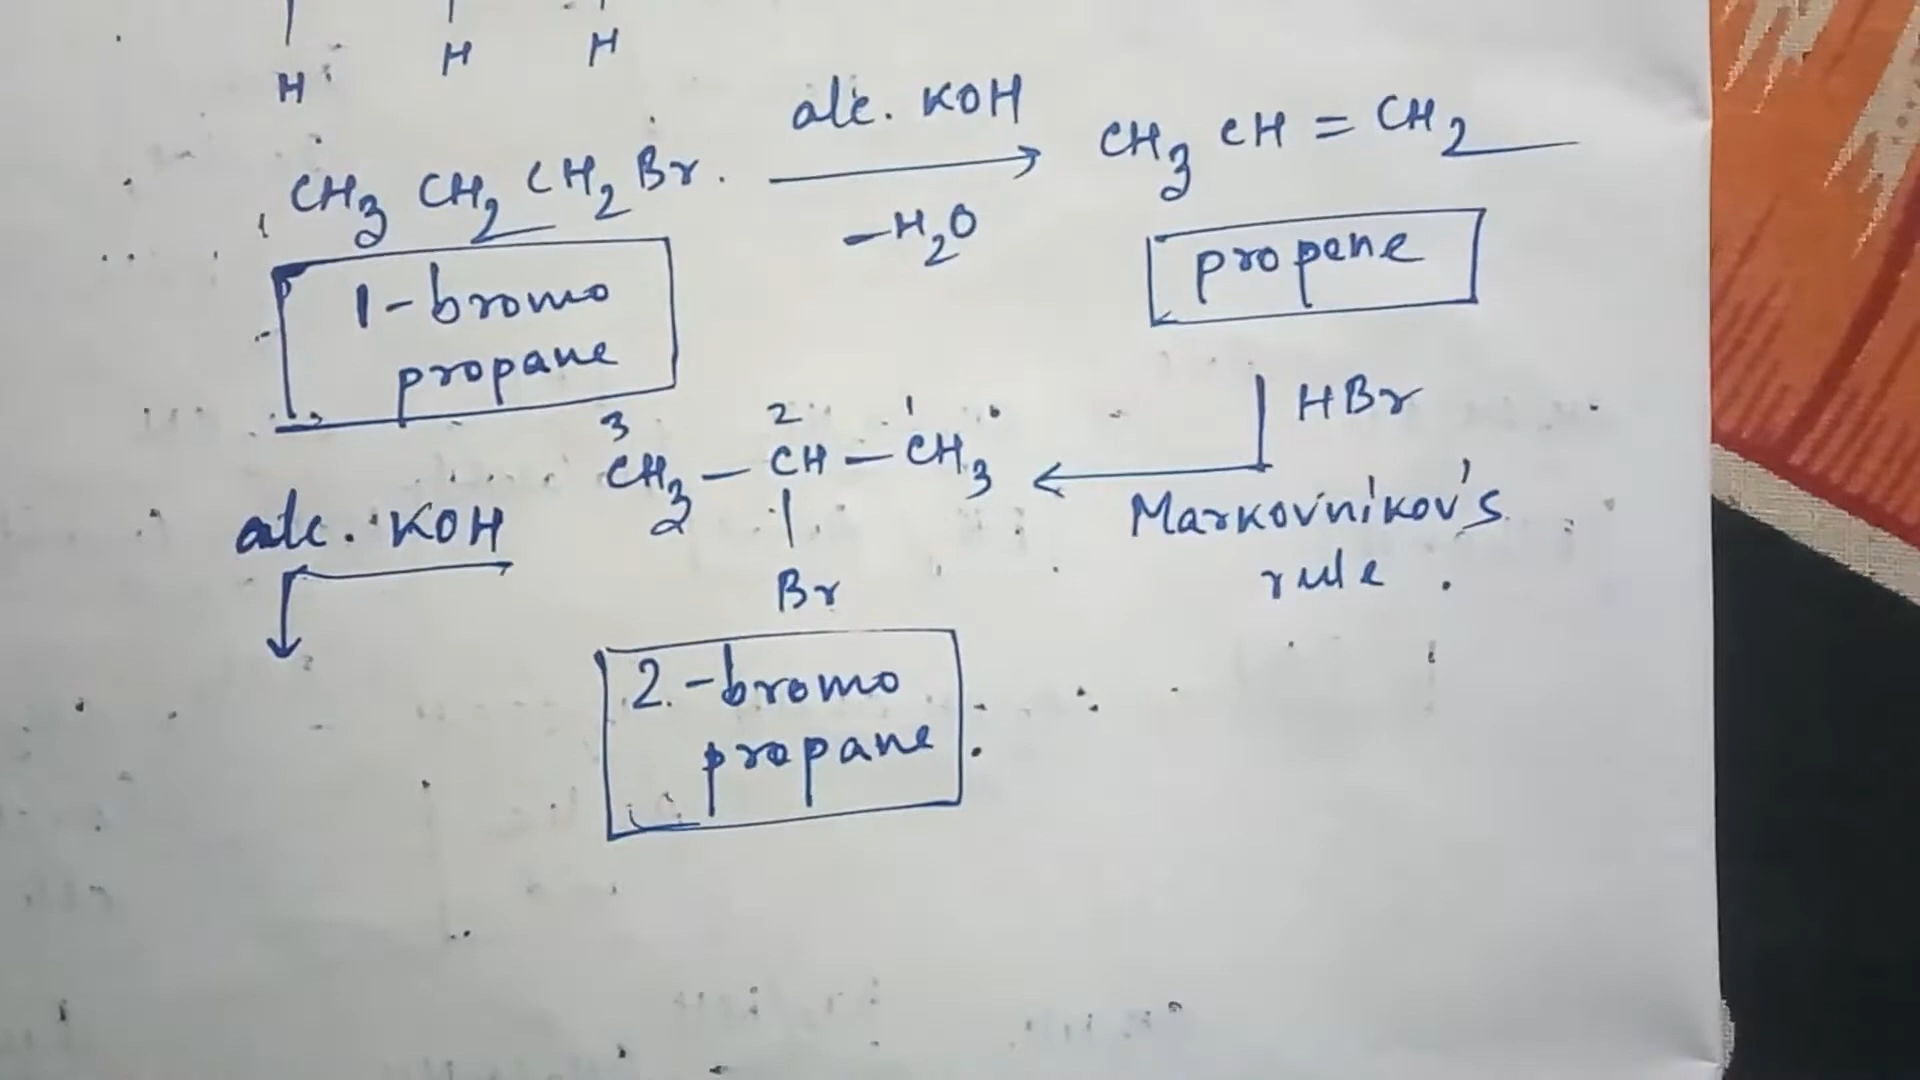 H H H
alc. KOH
CH3 CH2 CH2 Br. CH3 CH = CH2
-H2O
1-bromo
propane
propene
HBr
3 2 1
CH3 - CH - CH3
Markovnikov's
rule.
alc. KOH
Br
2-bromo
propane